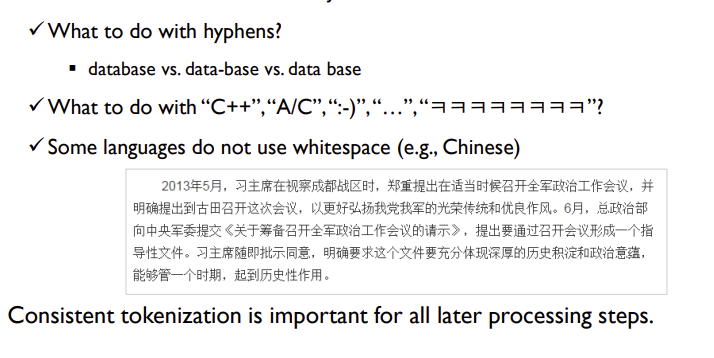 ✓ What to do with hyphens?
▪ database vs. data-base vs. data base
✓ What to do with “C++”, “A/C”, “:-)”, “…”, “ㅋㅋㅋㅋㅋㅋㅋㅋ”?
✓ Some languages do not use whitespace (e.g., Chinese)
2013年5月，习主席在视察成都战区时，郑重提出在适当时候召开全军政治工作会议，并
明确提出到古田召开这次会议，以更好弘扬我党我军的光荣传统和优良作风。6月，总政治部
向中央军委提交《关于筹备召开全军政治工作会议的请示》，提出要通过召开会议形成一个指
导性文件。习主席随即批示同意，明确要求这个文件要充分体现深厚的历史积淀和政治意蕴，
能够管一个时期，起到历史性作用。
Consistent tokenization is important for all later processing steps.